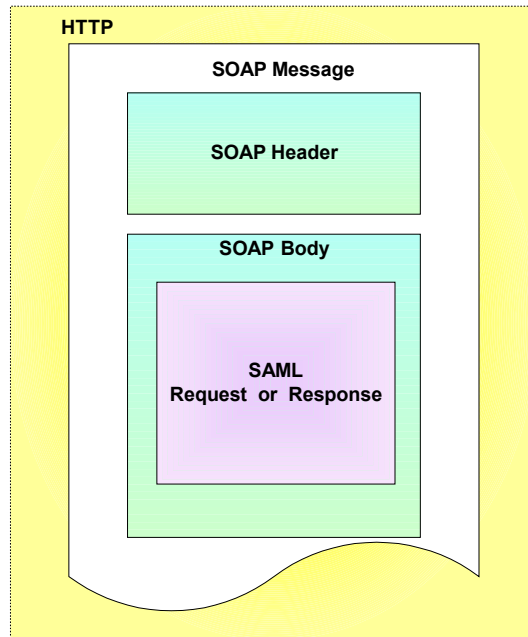 HTTP
SOAP Message
SOAP Header
SOAP Body
SAML
Request or Response